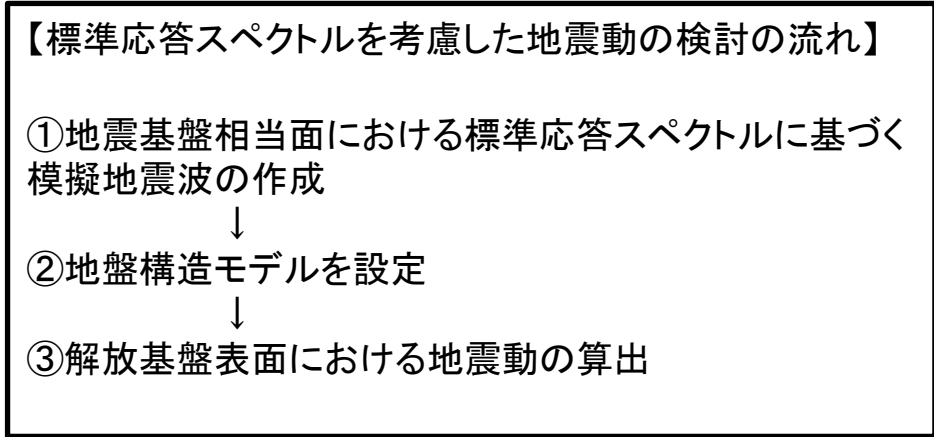 【標準応答スペクトルを考慮した地震動の検討の流れ】
①地震基盤相当面における標準応答スペクトルに基づく
模擬地震波の作成
↓
②地盤構造モデルを設定
↓
③解放基盤表面における地震動の算出